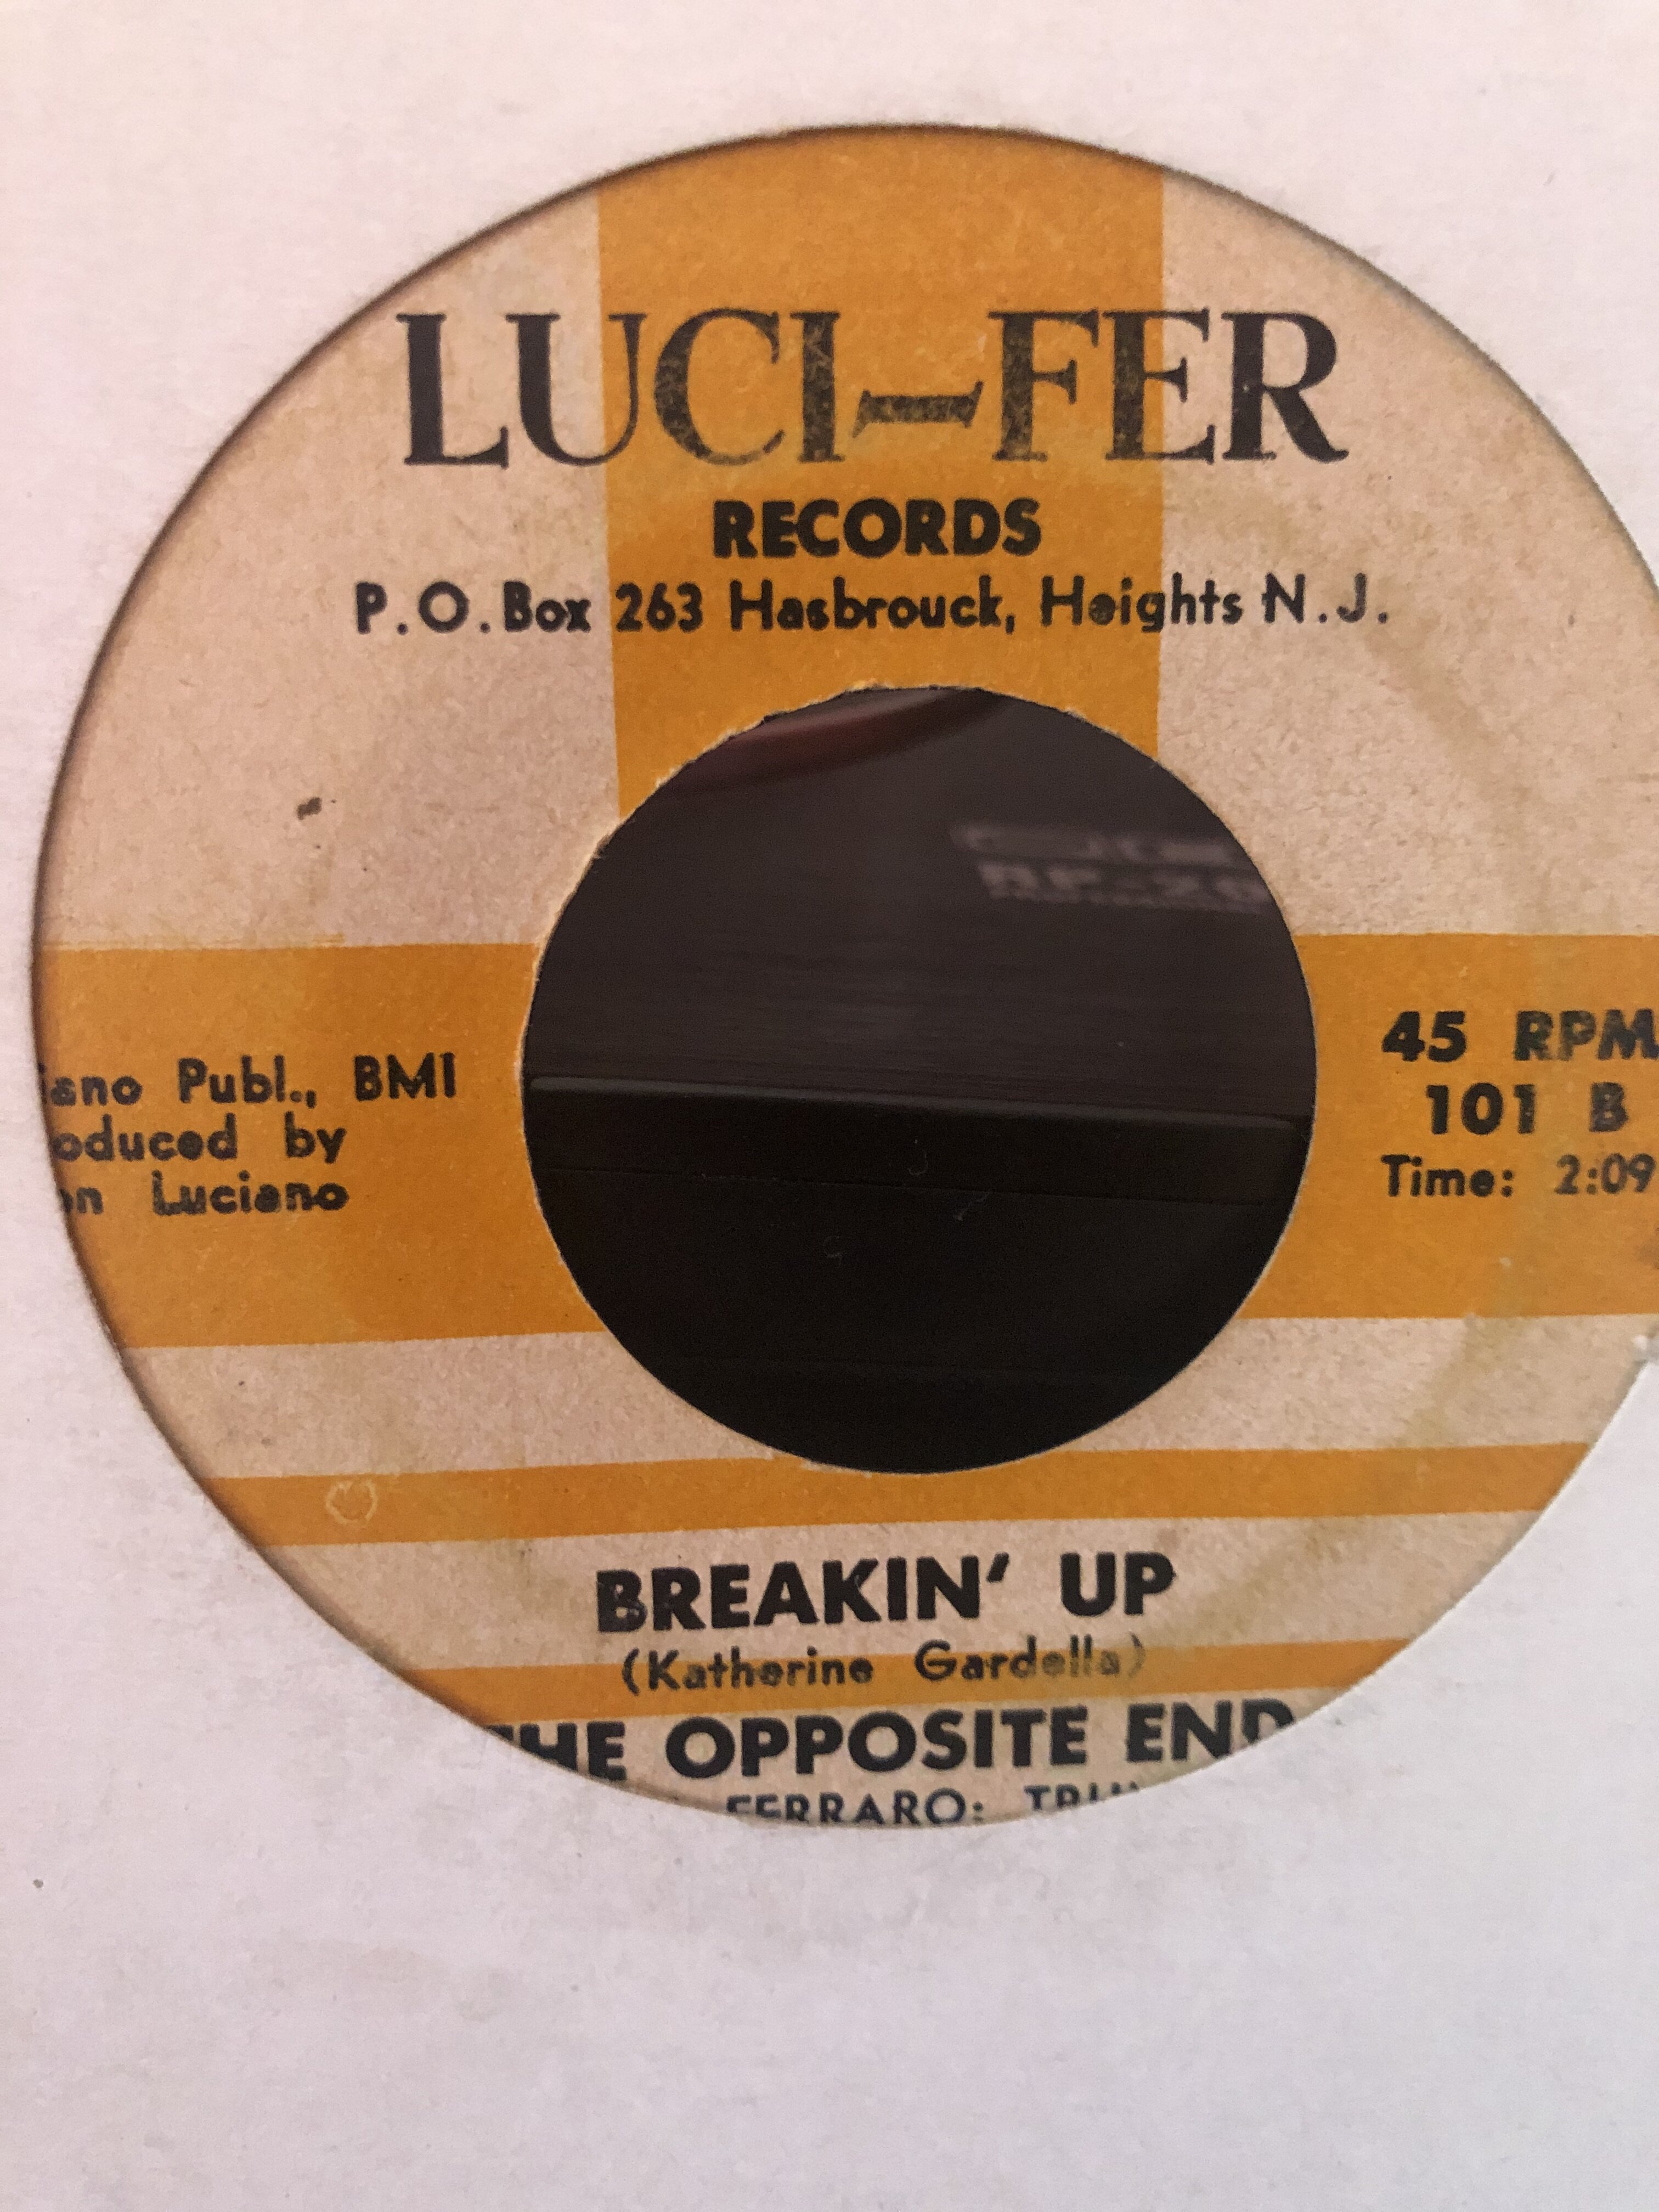 LUCI-FER
RECORDS
P.O.Box 263 Hasbrouck, Heights N.J.
Publ., BMI
by
Luciano
45 RPM
101 B
Time: 2:09
BREAKIN' UP
(Katherine Gardella)
THE OPPOSITE END
FERRARO: